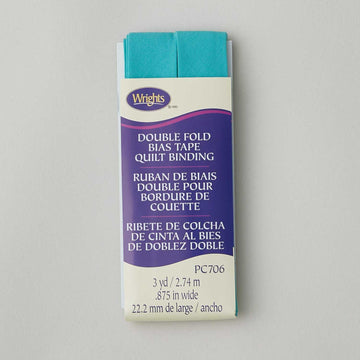 Wrights
DOUBLE FOLD
BIAS TAPE
QUILT BINDING
RUBAN DE BIAIS
DOUBLE POUR
BORDURE DE
COUETTE
RIBETE DE COLCHA
DE CINTA AL BIES
DE DOBLEZ DOBLE
PC706
3 yd / 2.74 m
.875 in wide
22.2 mm de large / ancho